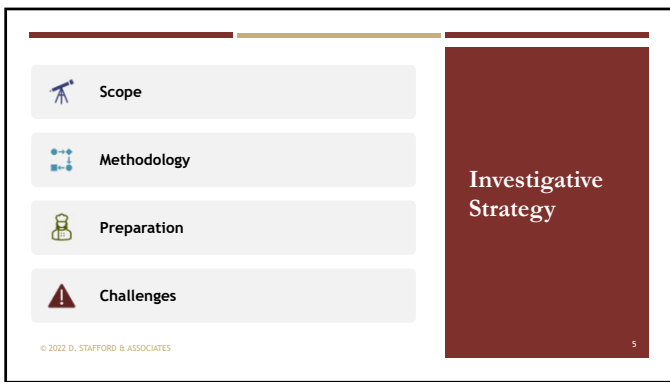 Scope
Methodology
Preparation
Challenges
Investigative
Strategy
© 2022 D. STAFFORD & ASSOCIATES
5